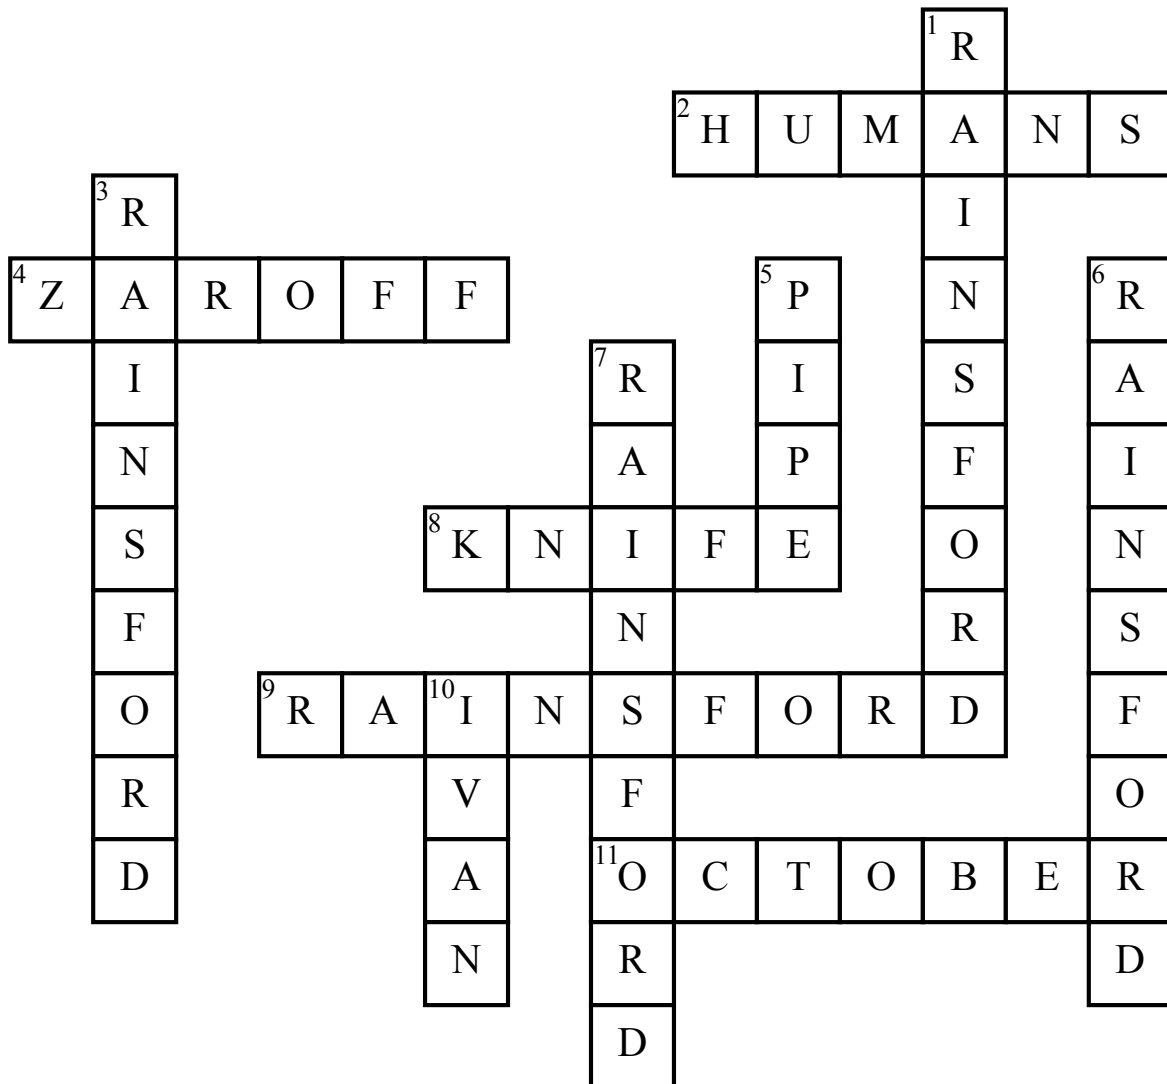 1 R
2 H U M A N S
3 R I
4 Z A R O F F 5 P N 6 R
I 7 R I S A
N A P F I
S 8 K N I F E O N
F N R S
O 9 R A 10 I N S F O R D F
R V F O
D A 11 O C T O B E R
N R D
D